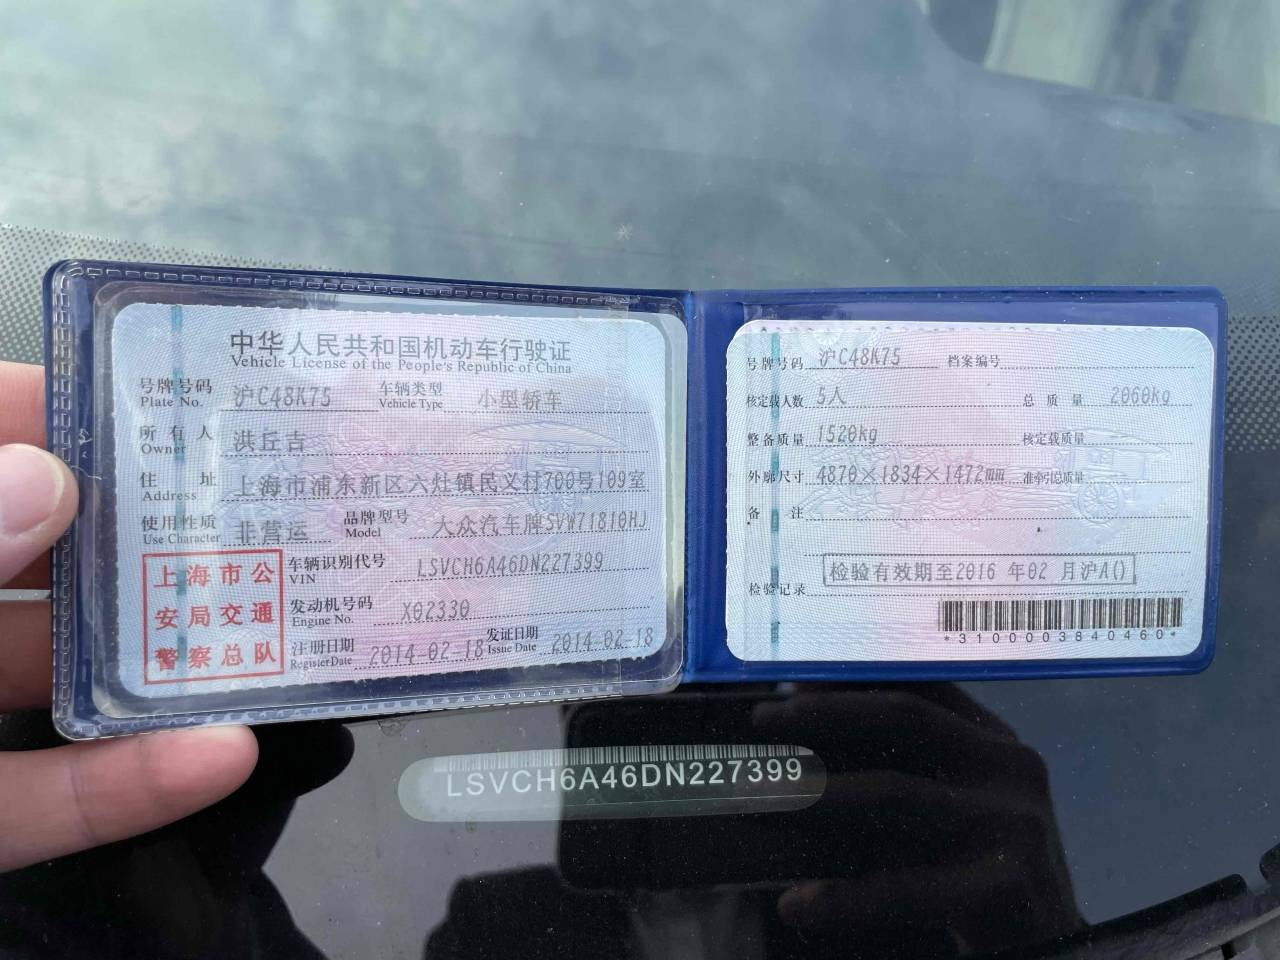 中华人民共和国机动车行驶证
Vehicle License of the People's Republic of China
号牌号码 沪C48K75 车辆类型 小型轿车
Plate No. Vehicle Type
所有人 洪丘吉
Owner
住址 上海市浦东新区六灶镇民义村700号109室
Address
使用性质 非营运 品牌型号 大众汽车牌SVW71810HJ
Use Character Model
上海市公
安局交通
警察总队
车辆识别代号 LSVCH6A46DN227399
VIN
发动机号码 X02330
Engine No.
注册日期 2014-02-18 发证日期 2014-02-18
Register Date Issue Date
号牌号码 沪C48K75 档案编号
核定载人数 5人 总质量 2060kg
整备质量 1520kg 核定载质量
外廓尺寸 4870×1834×1472mm 准牵引总质量
备注
检验记录 检验有效期至2016 年02 月沪A()
*3100003840460*
LSVCH6A46DN227399